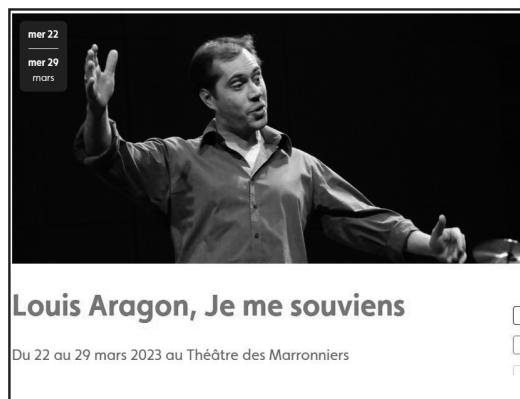 mer 22
mer 29
mars
Louis Aragon, Je me souviens
Du 22 au 29 mars 2023 au Théâtre des Marronniers